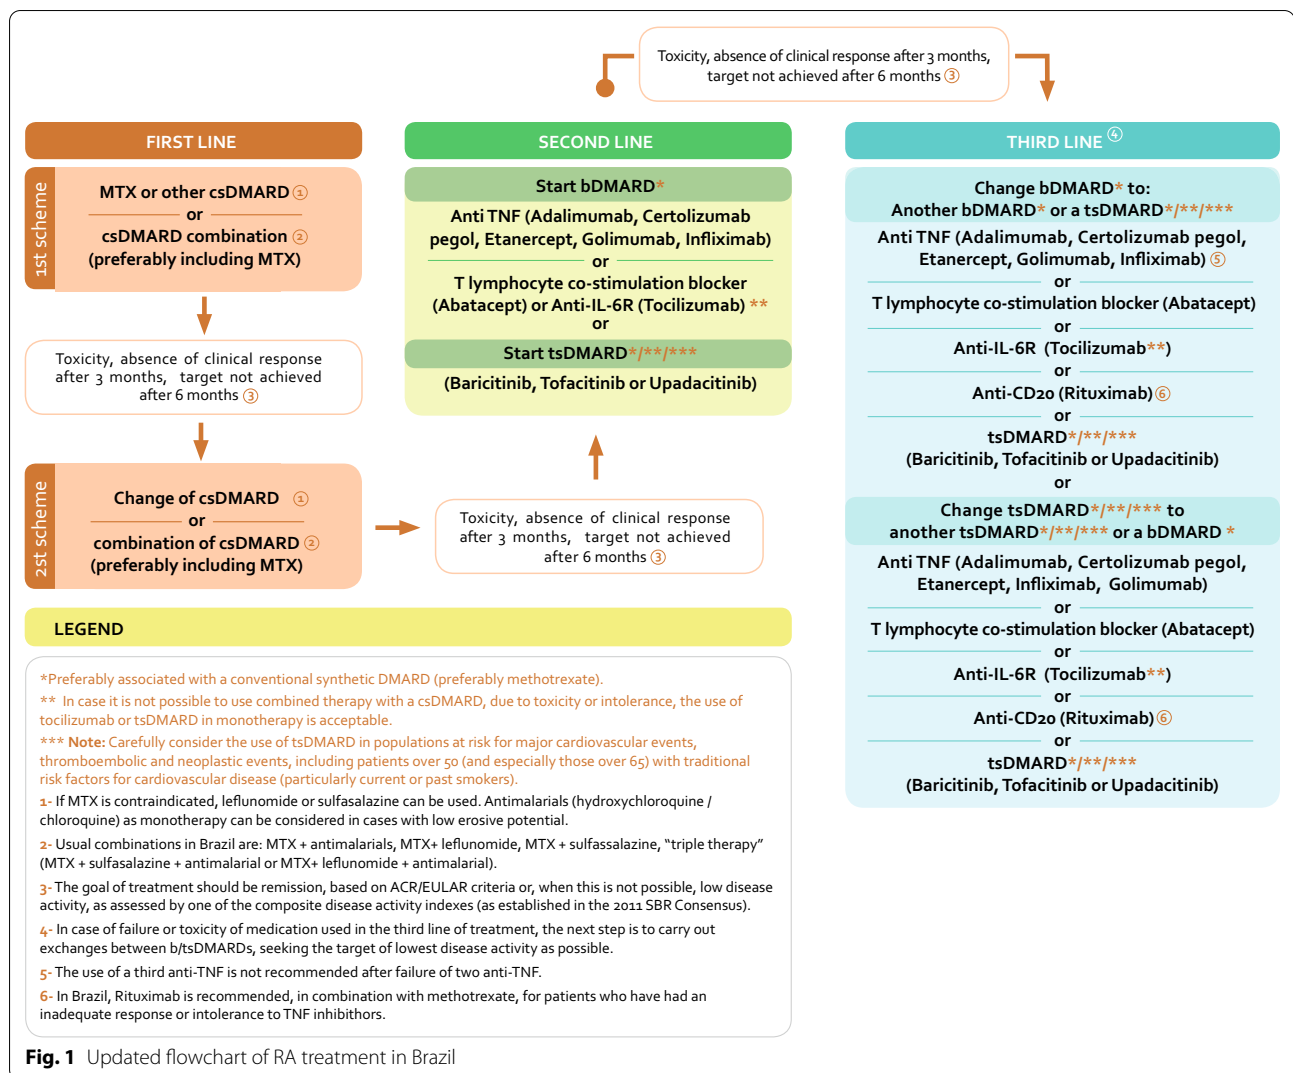 Toxicity, absence of clinical response after 3 months,
target not achieved after 6 months ③
FIRST LINE
1st scheme
MTX or other csDMARD ①
or
csDMARD combination ②
(preferably including MTX)
Toxicity, absence of clinical response
after 3 months, target not achieved
after 6 months ③
2st scheme
Change of csDMARD ①
or
combination of csDMARD ②
(preferably including MTX)
Toxicity, absence of clinical response
after 3 months, target not achieved
after 6 months ③
SECOND LINE
Start bDMARD*
Anti TNF (Adalimumab, Certolizumab
pegol, Etanercept, Golimumab, Infliximab)
or
T lymphocyte co-stimulation blocker
(Abatacept) or Anti-IL-6R (Tocilizumab) **
or
Start tsDMARD*/**/***
(Baricitinib, Tofacitinib or Upadacitinib)
THIRD LINE ④
Change bDMARD* to:
Another bDMARD* or a tsDMARD*/**/***
Anti TNF (Adalimumab, Certolizumab pegol,
Etanercept, Golimumab, Infliximab) ⑤
or
T lymphocyte co-stimulation blocker (Abatacept)
or
Anti-IL-6R (Tocilizumab**)
or
Anti-CD20 (Rituximab) ⑥
or
tsDMARD*/**/***
(Baricitinib, Tofacitinib or Upadacitinib)
or
Change tsDMARD*/**/*** to
another tsDMARD*/**/*** or a bDMARD *
Anti TNF (Adalimumab, Certolizumab pegol,
Etanercept, Infliximab, Golimumab)
or
T lymphocyte co-stimulation blocker (Abatacept)
or
Anti-IL-6R (Tocilizumab**)
or
Anti-CD20 (Rituximab) ⑥
or
tsDMARD*/**/***
(Baricitinib, Tofacitinib or Upadacitinib)
LEGEND
*Preferably associated with a conventional synthetic DMARD (preferably methotrexate).
** In case it is not possible to use combined therapy with a csDMARD, due to toxicity or intolerance, the use of
tocilizumab or tsDMARD in monotherapy is acceptable.
*** Note: Carefully consider the use of tsDMARD in populations at risk for major cardiovascular events,
thromboembolic and neoplastic events, including patients over 50 (and especially those over 65) with traditional
risk factors for cardiovascular disease (particularly current or past smokers).
1- If MTX is contraindicated, leflunomide or sulfasalazine can be used. Antimalarials (hydroxychloroquine /
chloroquine) as monotherapy can be considered in cases with low erosive potential.
2- Usual combinations in Brazil are: MTX + antimalarials, MTX+ leflunomide, MTX + sulfassalazine, “triple therapy”
(MTX + sulfasalazine + antimalarial or MTX+ leflunomide + antimalarial).
3- The goal of treatment should be remission, based on ACR/EULAR criteria or, when this is not possible, low disease
activity, as assessed by one of the composite disease activity indexes (as established in the 2011 SBR Consensus).
4- In case of failure or toxicity of medication used in the third line of treatment, the next step is to carry out
exchanges between b/tsDMARDs, seeking the target of lowest disease activity as possible.
5- The use of a third anti-TNF is not recommended after failure of two anti-TNF.
6- In Brazil, Rituximab is recommended, in combination with methotrexate, for patients who have had an
inadequate response or intolerance to TNF inhibithors.
Fig. 1 Updated flowchart of RA treatment in Brazil